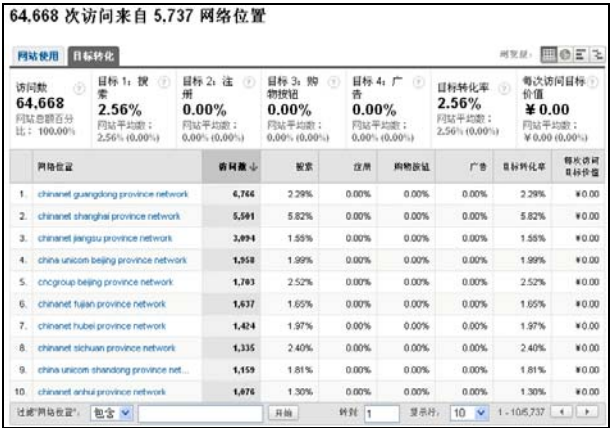 64,668 次访问来自 5,737 网络位置
网站使用 目标转化 浏览量:
访问数
64,668
网站总额百分比: 100.00%
目标 1: 搜索
2.56%
网站平均数:
2.56% (0.00%)
目标 2: 注册
0.00%
网站平均数:
0.00% (0.00%)
目标 3: 购物按钮
0.00%
网站平均数:
0.00% (0.00%)
目标 4: 广告
0.00%
网站平均数:
0.00% (0.00%)
目标转化率
2.56%
网站平均数:
2.56% (0.00%)
每次访问目标价值
¥0.00
网站平均数:
¥0.00 (0.00%)
网络位置 访问数 ↓ 搜索 注册 购物按钮 广告 目标转化率 每次访问目标价值
1. chinanet guangdong province network 6,766 2.29% 0.00% 0.00% 0.00% 2.29% ¥0.00
2. chinanet shanghai province network 5,501 5.82% 0.00% 0.00% 0.00% 5.82% ¥0.00
3. chinanet jiangsu province network 3,094 1.55% 0.00% 0.00% 0.00% 1.55% ¥0.00
4. china unicom beijing province network 1,958 1.99% 0.00% 0.00% 0.00% 1.99% ¥0.00
5. cncgroup beijing province network 1,703 2.52% 0.00% 0.00% 0.00% 2.52% ¥0.00
6. chinanet fujian province network 1,637 1.65% 0.00% 0.00% 0.00% 1.65% ¥0.00
7. chinanet hubei province network 1,424 1.97% 0.00% 0.00% 0.00% 1.97% ¥0.00
8. chinanet sichuan province network 1,335 2.40% 0.00% 0.00% 0.00% 2.40% ¥0.00
9. china unicom shandong province net... 1,159 1.81% 0.00% 0.00% 0.00% 1.81% ¥0.00
10. chinanet anhui province network 1,076 1.30% 0.00% 0.00% 0.00% 1.30% ¥0.00
过滤"网络位置": 包含 开始 转到: 1 显示行: 10 1 - 10/5,737